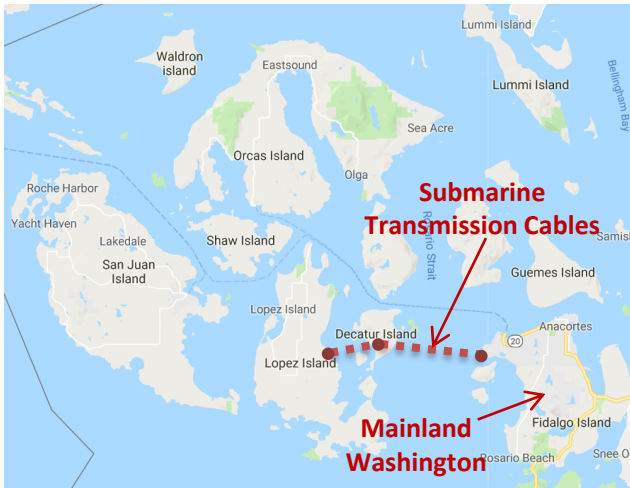 Lummi Island
Waldron
island
Eastsound
Lummi Island
Bellingham Bay
Sea Acre
Orcas Island
Olga
Submarine
Transmission Cables
Roche Harbor
Yacht Haven
Lakedale
Shaw Island
Rosario Strait
Samis
San Juan
Island
Guemes Island
Lopez Island
Decatur Island
Anacortes
20
Lopez Island
Mainland
Washington
Fidalgo Island
Rosario Beach
Snee O